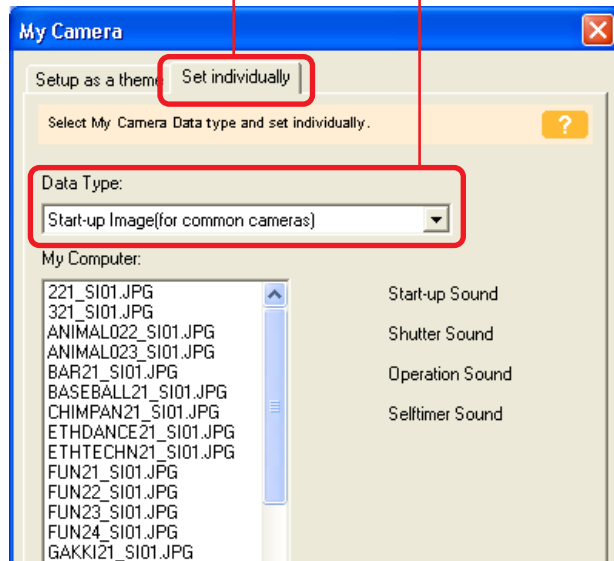 My Camera
Setup as a theme
Set individually
Select My Camera Data type and set individually.
?
Data Type:
Start-up Image(for common cameras)
My Computer:
221_SI01.JPG
321_SI01.JPG
ANIMAL022_SI01.JPG
ANIMAL023_SI01.JPG
BAR21_SI01.JPG
BASEBALL21_SI01.JPG
CHIMPAN21_SI01.JPG
ETHDANCE21_SI01.JPG
ETHTECHN21_SI01.JPG
FUN21_SI01.JPG
FUN22_SI01.JPG
FUN23_SI01.JPG
FUN24_SI01.JPG
GAKKI21_SI01.JPG
Start-up Sound
Shutter Sound
Operation Sound
Selftimer Sound